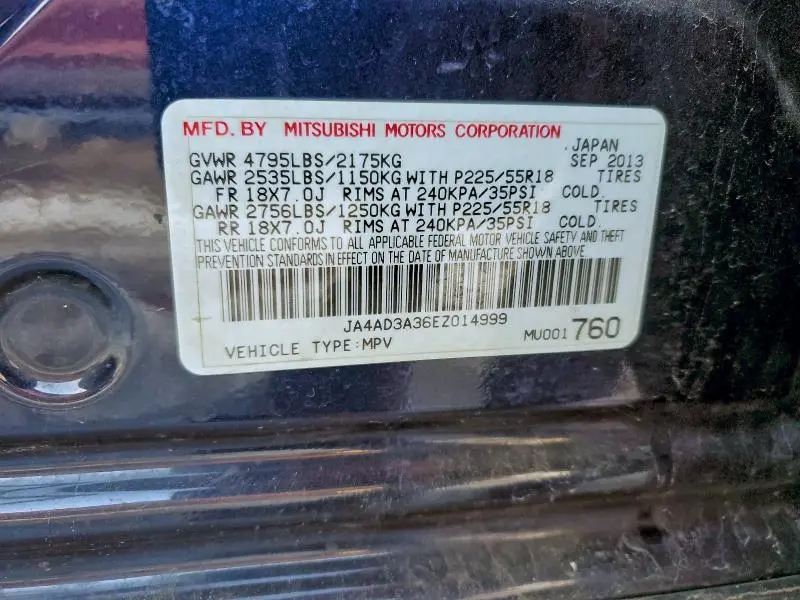 MFD. BY MITSUBISHI MOTORS CORPORATION JAPAN
GVWR 4795LBS/2175KG SEP 2013
GAWR 2535LBS/1150KG WITH P225/55R18 TIRES
FR 18X7.0J RIMS AT 240KPA/35PSI COLD.
GAWR 2756LBS/1250KG WITH P225/55R18 TIRES
RR 18X7.0J RIMS AT 240KPA/35PSI COLD.
THIS VEHICLE CONFORMS TO ALL APPLICABLE FEDERAL MOTOR VEHICLE SAFETY AND THEFT
PREVENTION STANDARDS IN EFFECT ON THE DATE OF MANUFACTURE SHOWN ABOVE.
JA4AD3A36EZ014999
VEHICLE TYPE:MPV MU001760